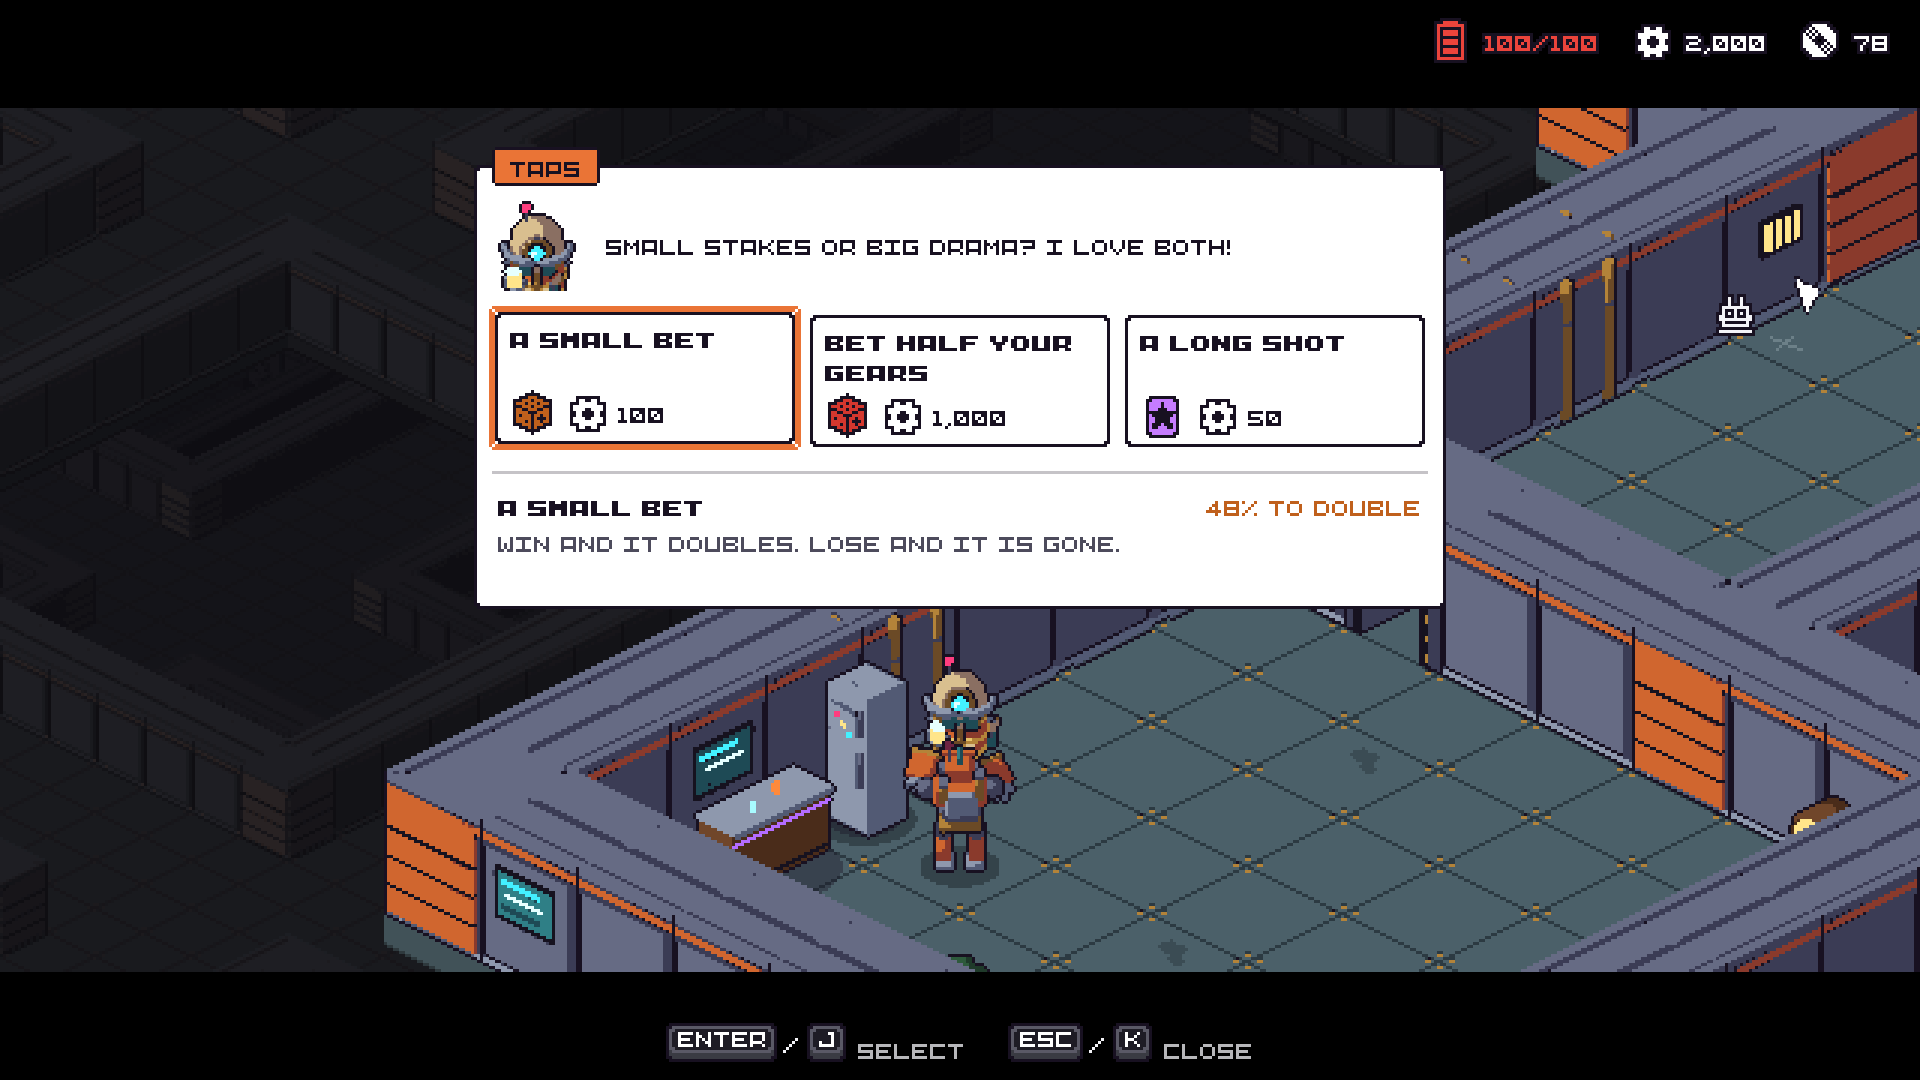 100/100 2,000 78
TAPS
SMALL STAKES OR BIG DRAMA? I LOVE BOTH!
A SMALL BET
100
BET HALF YOUR
GEARS
1,000
A LONG SHOT
50
A SMALL BET 48% TO DOUBLE
WIN AND IT DOUBLES. LOSE AND IT IS GONE.
ENTER / J SELECT ESC / K CLOSE